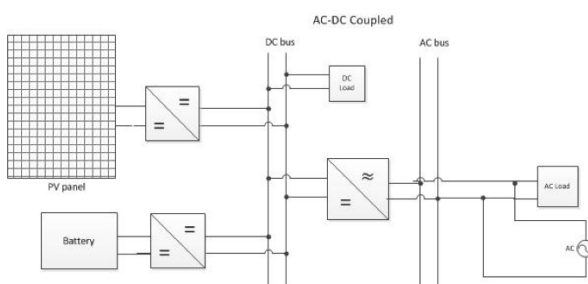 AC-DC Coupled
DC bus
AC bus
DC
Load
PV panel
AC Load
Battery
AC